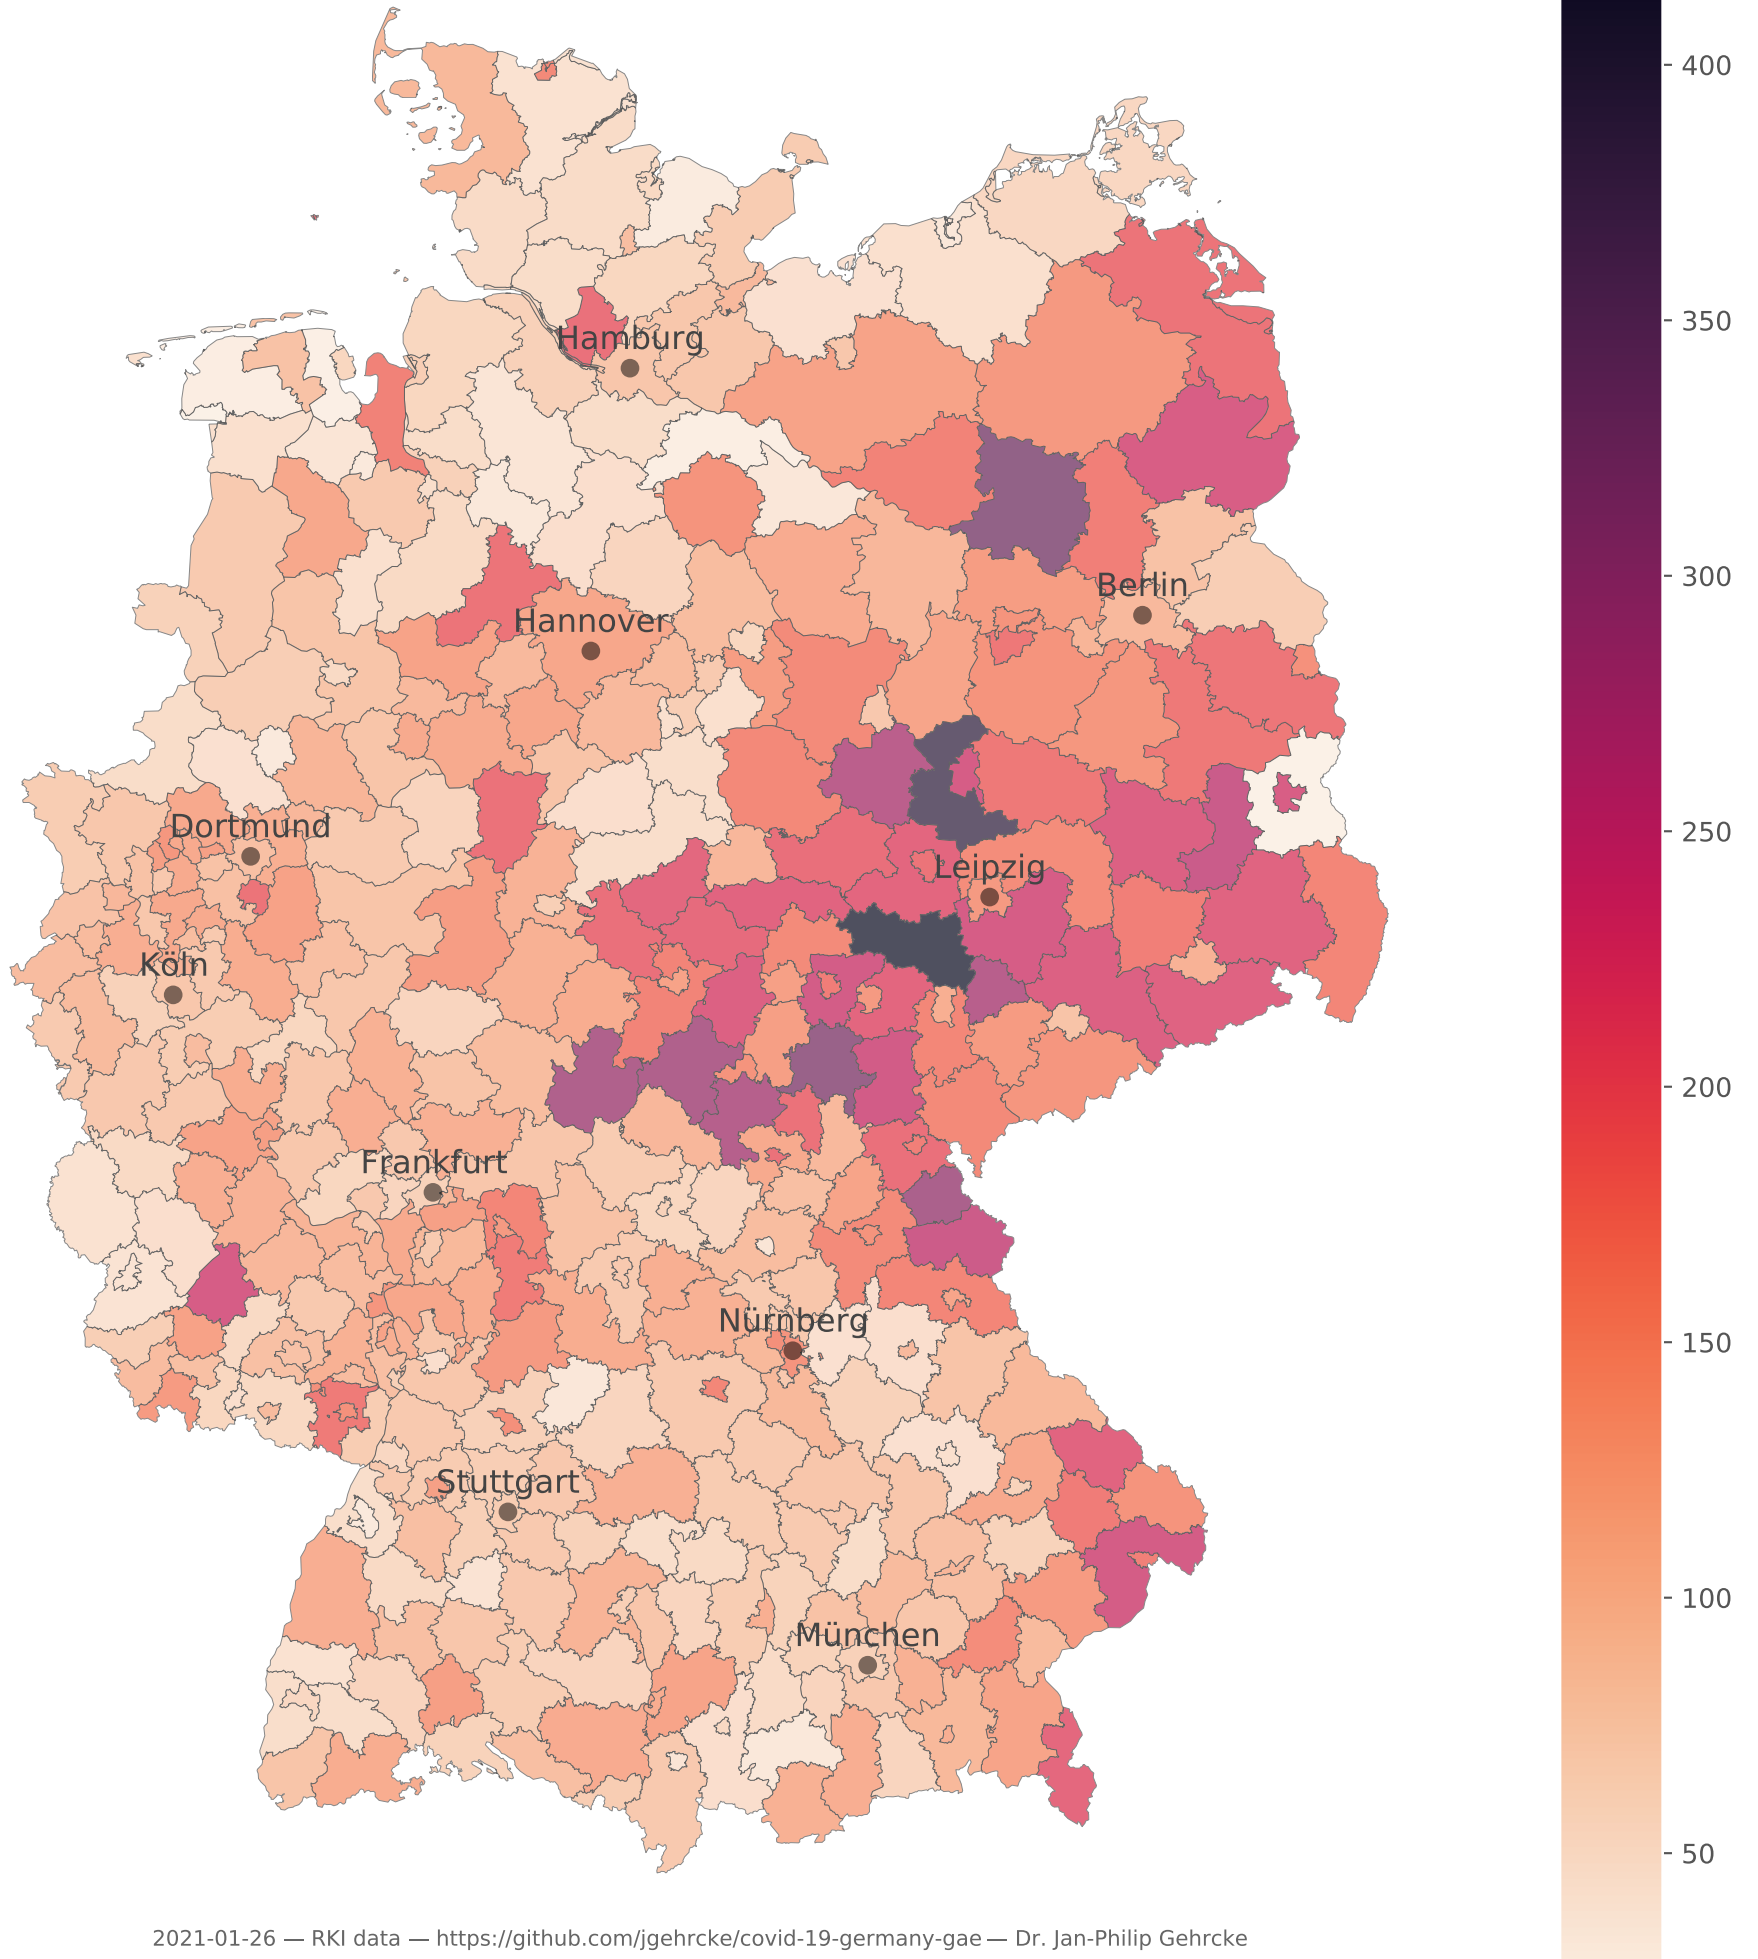 400
350
Hamburg
300
Berlin
Hannover
Dortmund
250
Leipzig
Köln
200
Frankfurt
Nürnberg
150
Stuttgart
100
München
50
2021-01-26 — RKI data — https://github.com/jgehrcke/covid-19-germany-gae — Dr. Jan-Philip Gehrcke